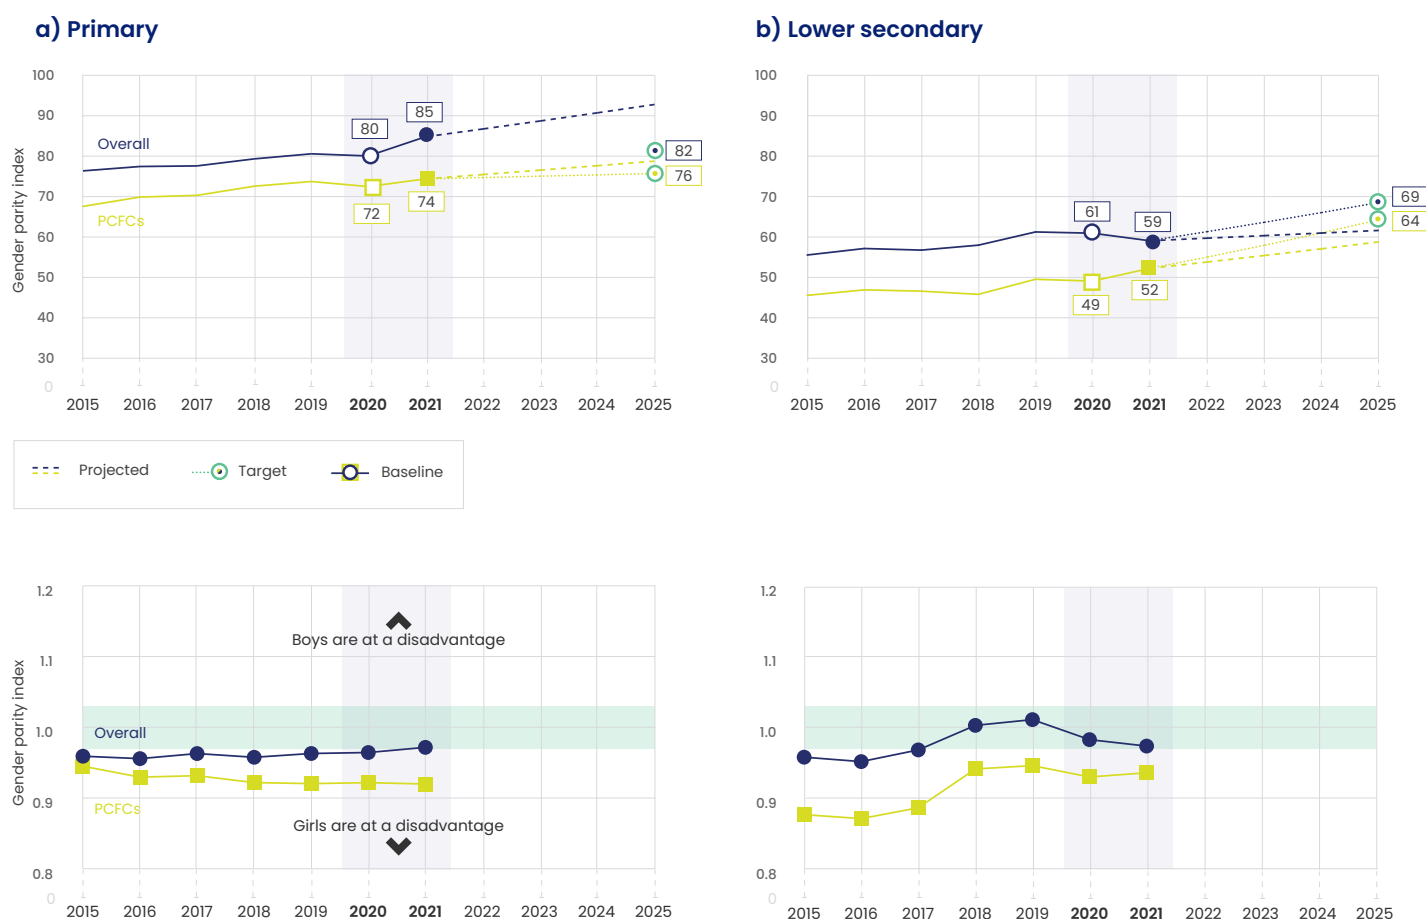 a) Primary
b) Lower secondary
Gender parity index
100
90
80
70
60
50
40
30
0
Overall
PCFCs
80
85
72
74
82
76
2015 2016 2017 2018 2019 2020 2021 2022 2023 2024 2025
100
90
80
70
60
50
40
30
0
61
59
49
52
69
64
2015 2016 2017 2018 2019 2020 2021 2022 2023 2024 2025
Projected Target Baseline
Gender parity index
1.2
1.1
1.0
0.9
0.8
0
Boys are at a disadvantage
Overall
PCFCs
Girls are at a disadvantage
2015 2016 2017 2018 2019 2020 2021 2022 2023 2024 2025
1.2
1.1
1.0
0.9
0.8
0
2015 2016 2017 2018 2019 2020 2021 2022 2023 2024 2025